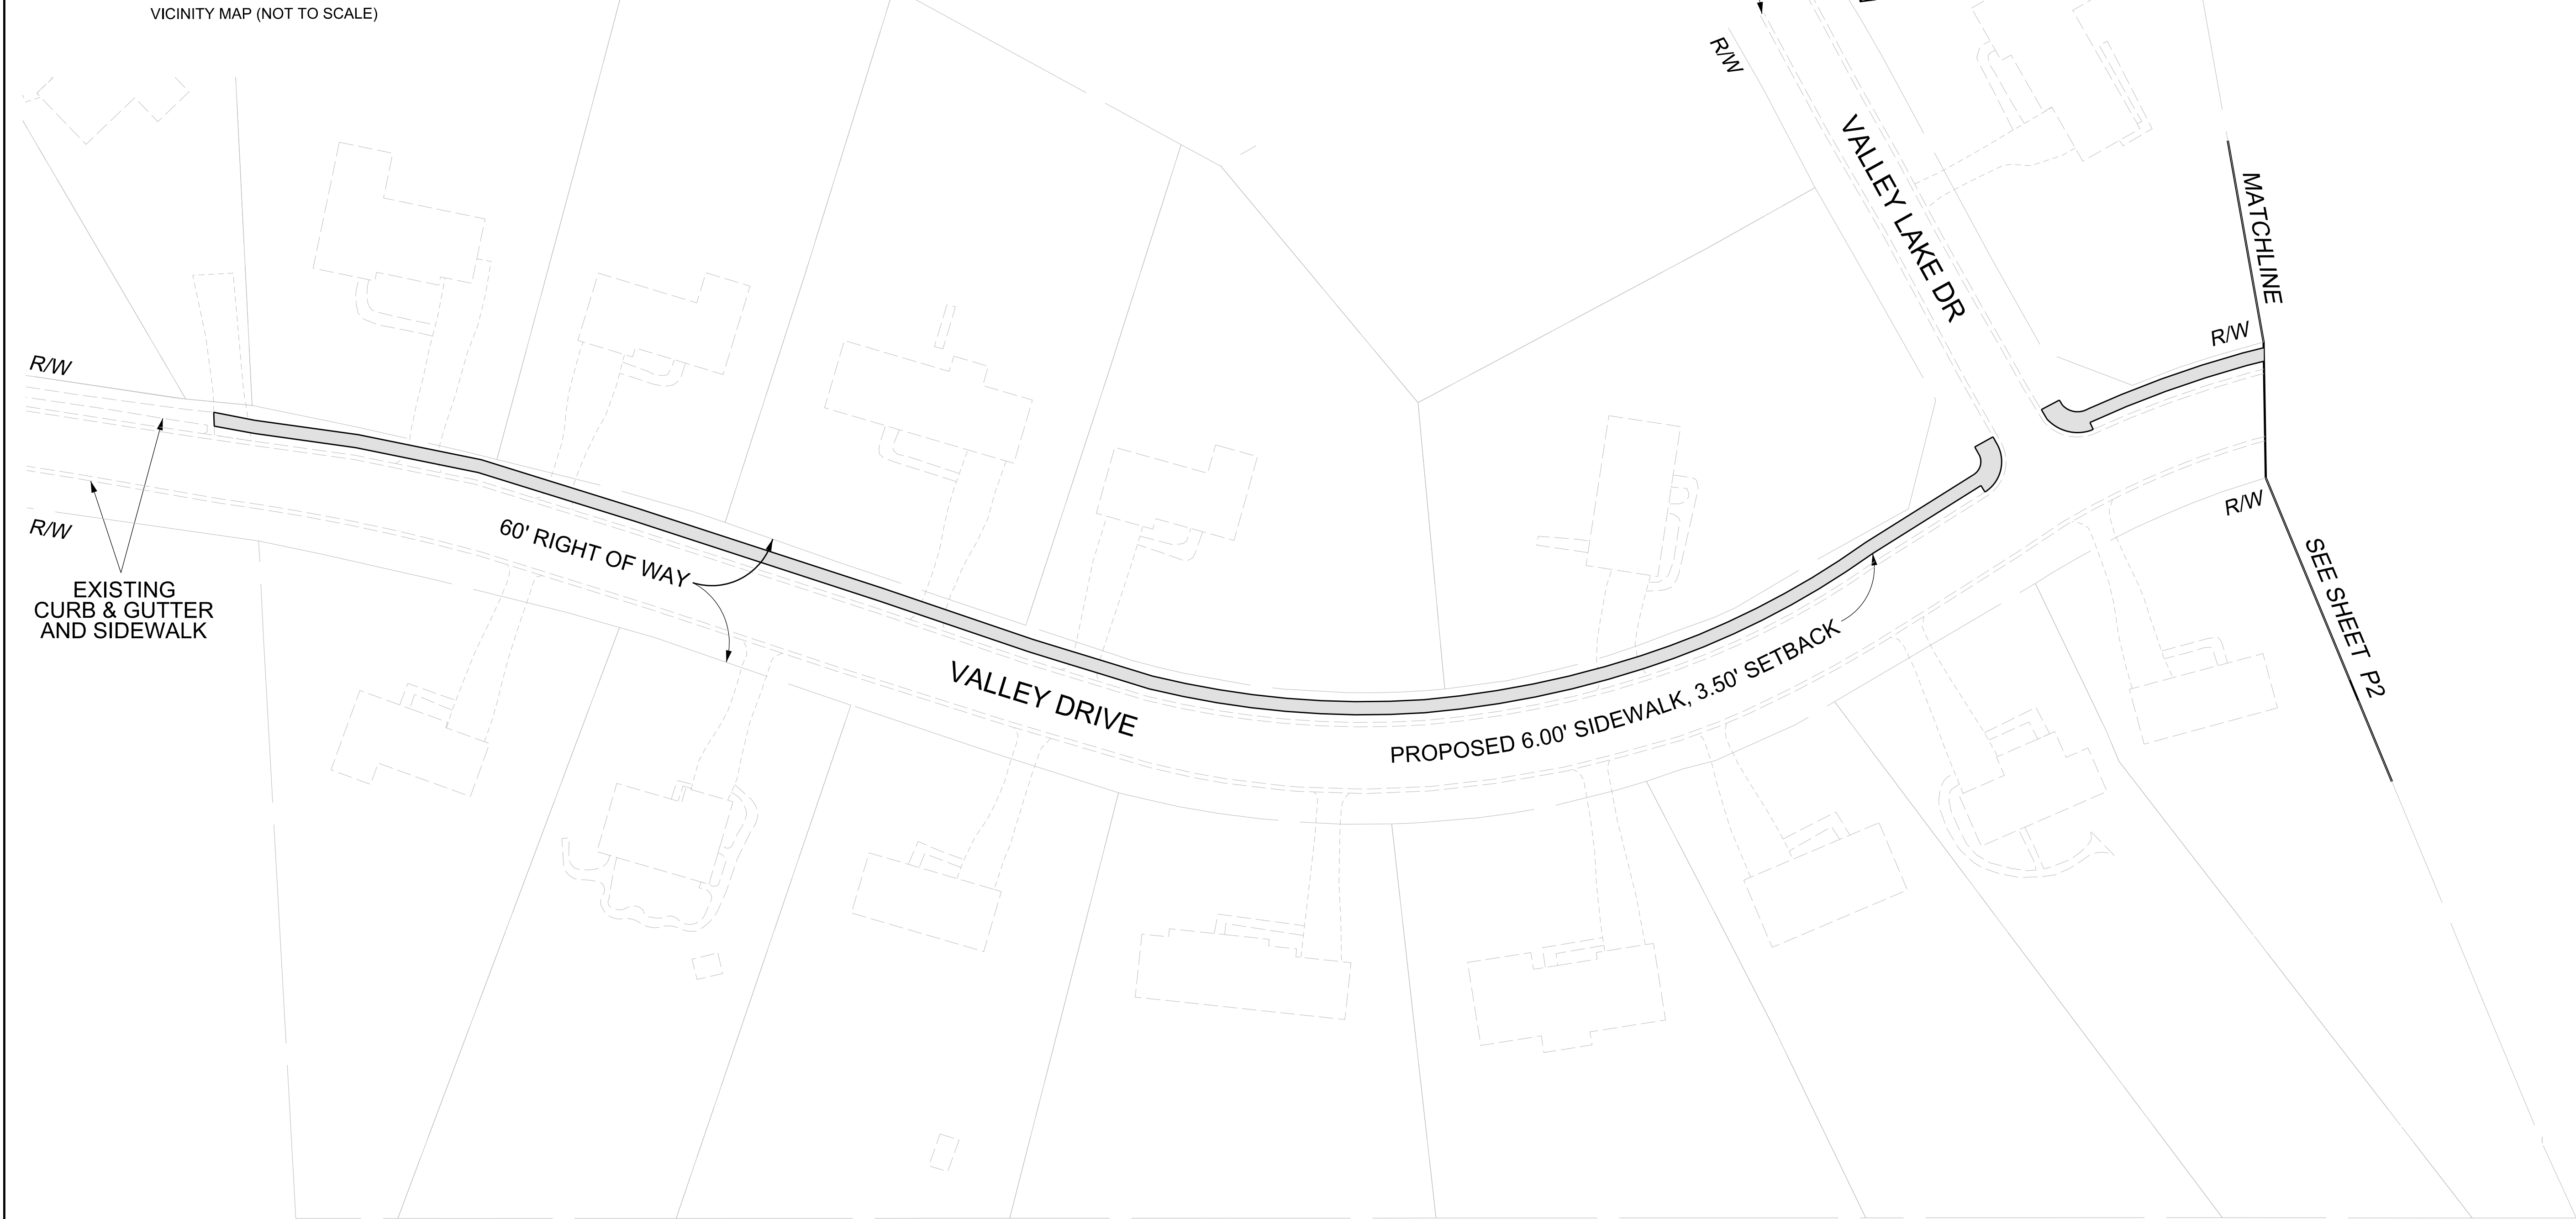 VICINITY MAP (NOT TO SCALE)
R/W
VALLEY LAKE DR
MATCHLINE
R/W
R/W
R/W
R/W
SEE SHEET P2
60' RIGHT OF WAY
EXISTING
CURB & GUTTER
AND SIDEWALK
VALLEY DRIVE
PROPOSED 6.00' SIDEWALK, 3.50' SETBACK